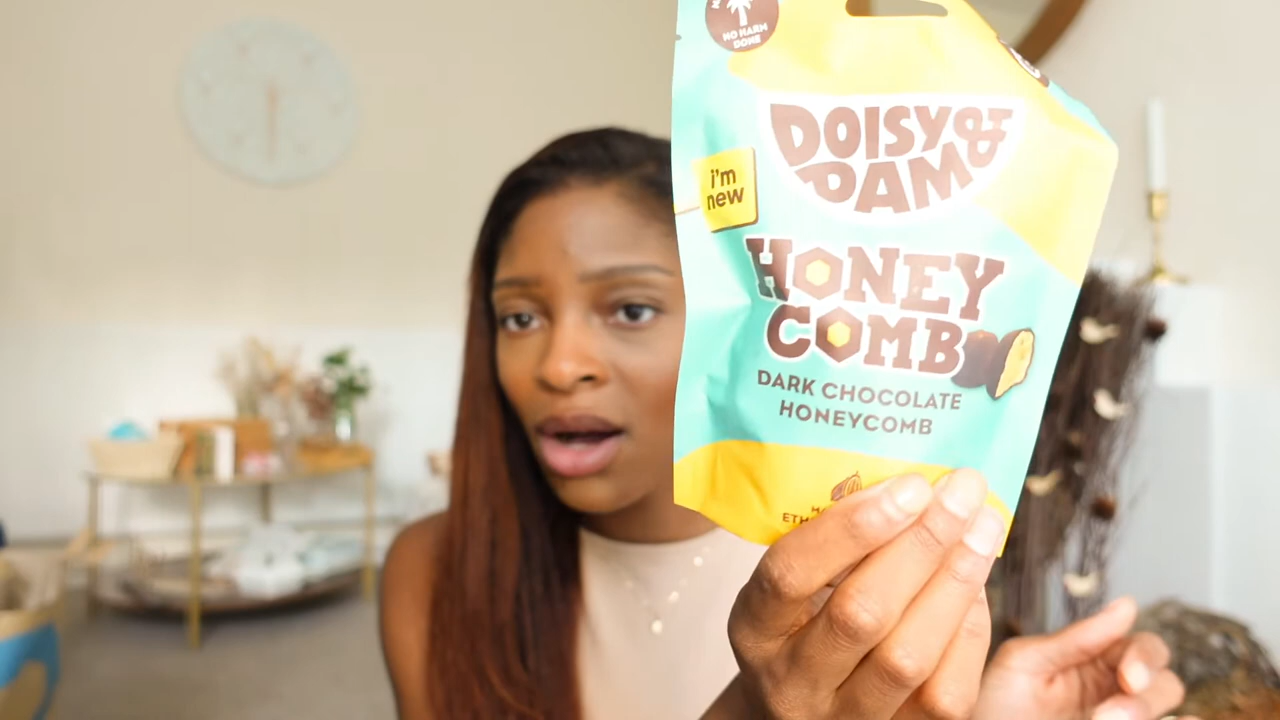 NO HARM
DONE
DOISY &
DAM
i'm
new
HONEY
COMB
DARK CHOCOLATE
HONEYCOMB